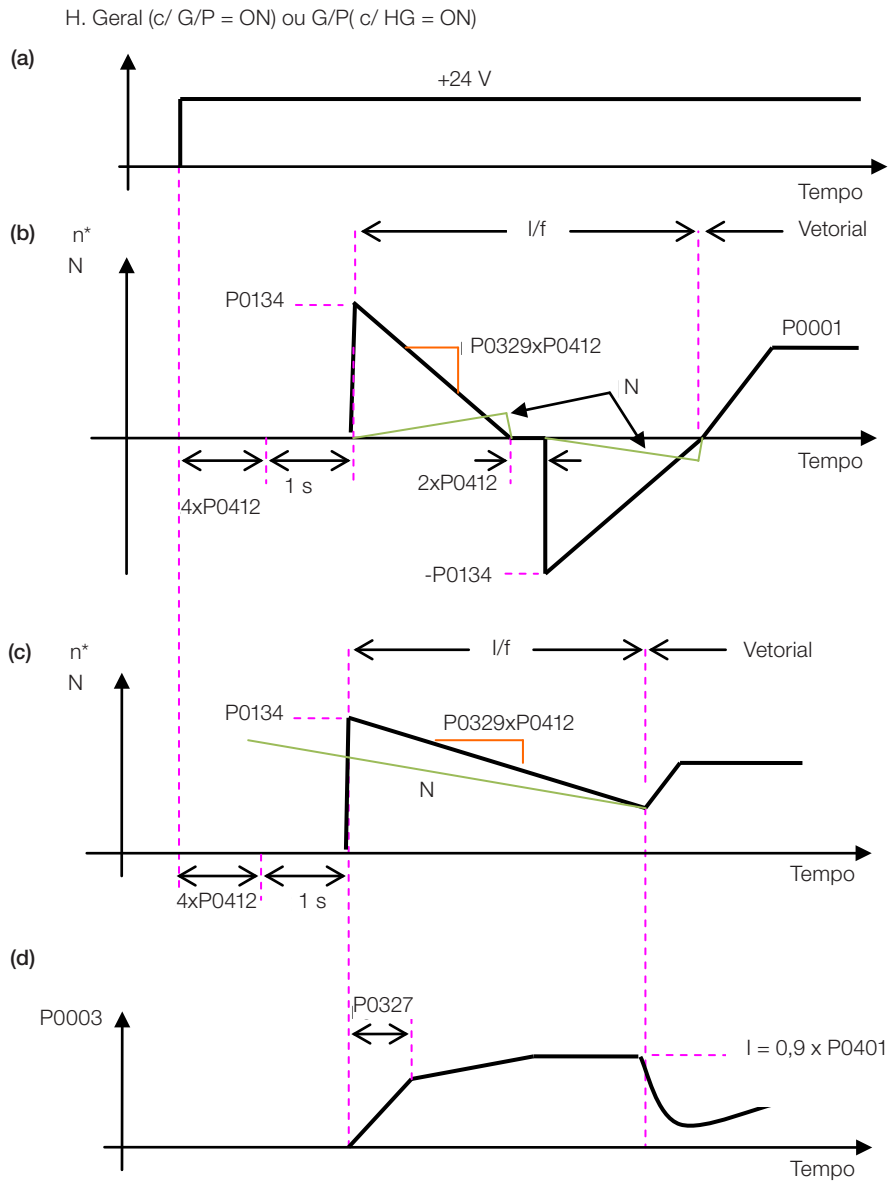 H. Geral (c/ G/P = ON) ou G/P( c/ HG = ON)
(a)
+24 V
Tempo
(b)
n*
N
I/f
Vetorial
P0134
P0329xP0412
P0001
N
Tempo
4xP0412
1 s
2xP0412
-P0134
(c)
n*
N
I/f
Vetorial
P0134
P0329xP0412
N
Tempo
4xP0412
1 s
(d)
P0003
P0327
I = 0,9 x P0401
Tempo